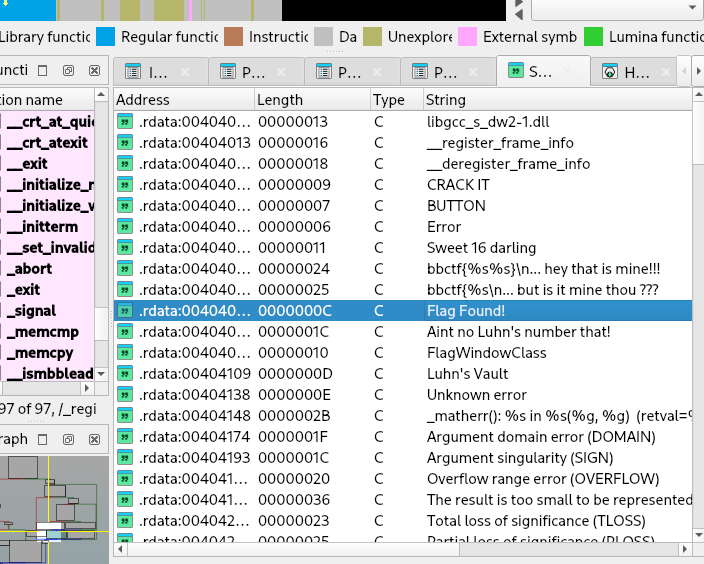 Library functic Regular functic Instructic Da Unexplore External symb Lumina functic
uncti I... P... P... P... S... H...
tion name
Address Length Type String
__crt_at_quic
__crt_atexit
__exit
__initialize_r
__initialize_v
__initterm
__set_invalid
_abort
_exit
_signal
_memcmp
_memcpy
__ismbblead
97 of 97, /_regi
raph
.rdata:004040... 00000013 C libgcc_s_dw2-1.dll
.rdata:00404013 00000016 C __register_frame_info
.rdata:004040... 00000018 C __deregister_frame_info
.rdata:004040... 00000009 C CRACK IT
.rdata:004040... 00000007 C BUTTON
.rdata:004040... 00000006 C Error
.rdata:004040... 00000011 C Sweet 16 darling
.rdata:004040... 00000024 C bbctf{%s%s}\n... hey that is mine!!!
.rdata:004040... 00000025 C bbctf{%s\n... but is it mine thou ???
.rdata:004040... 0000000C C Flag Found!
.rdata:004040... 0000001C C Aint no Luhn's number that!
.rdata:004040... 00000010 C FlagWindowClass
.rdata:00404109 0000000D C Luhn's Vault
.rdata:00404138 0000000E C Unknown error
.rdata:00404148 0000002B C _matherr(): %s in %s(%g, %g) (retval=%
.rdata:00404174 0000001F C Argument domain error (DOMAIN)
.rdata:00404193 0000001C C Argument singularity (SIGN)
.rdata:004041... 00000020 C Overflow range error (OVERFLOW)
.rdata:004041... 00000036 C The result is too small to be represented
.rdata:004042... 00000023 C Total loss of significance (TLOSS)
.rdata:004042... 00000025 C Partial loss of significance (PLOSS)